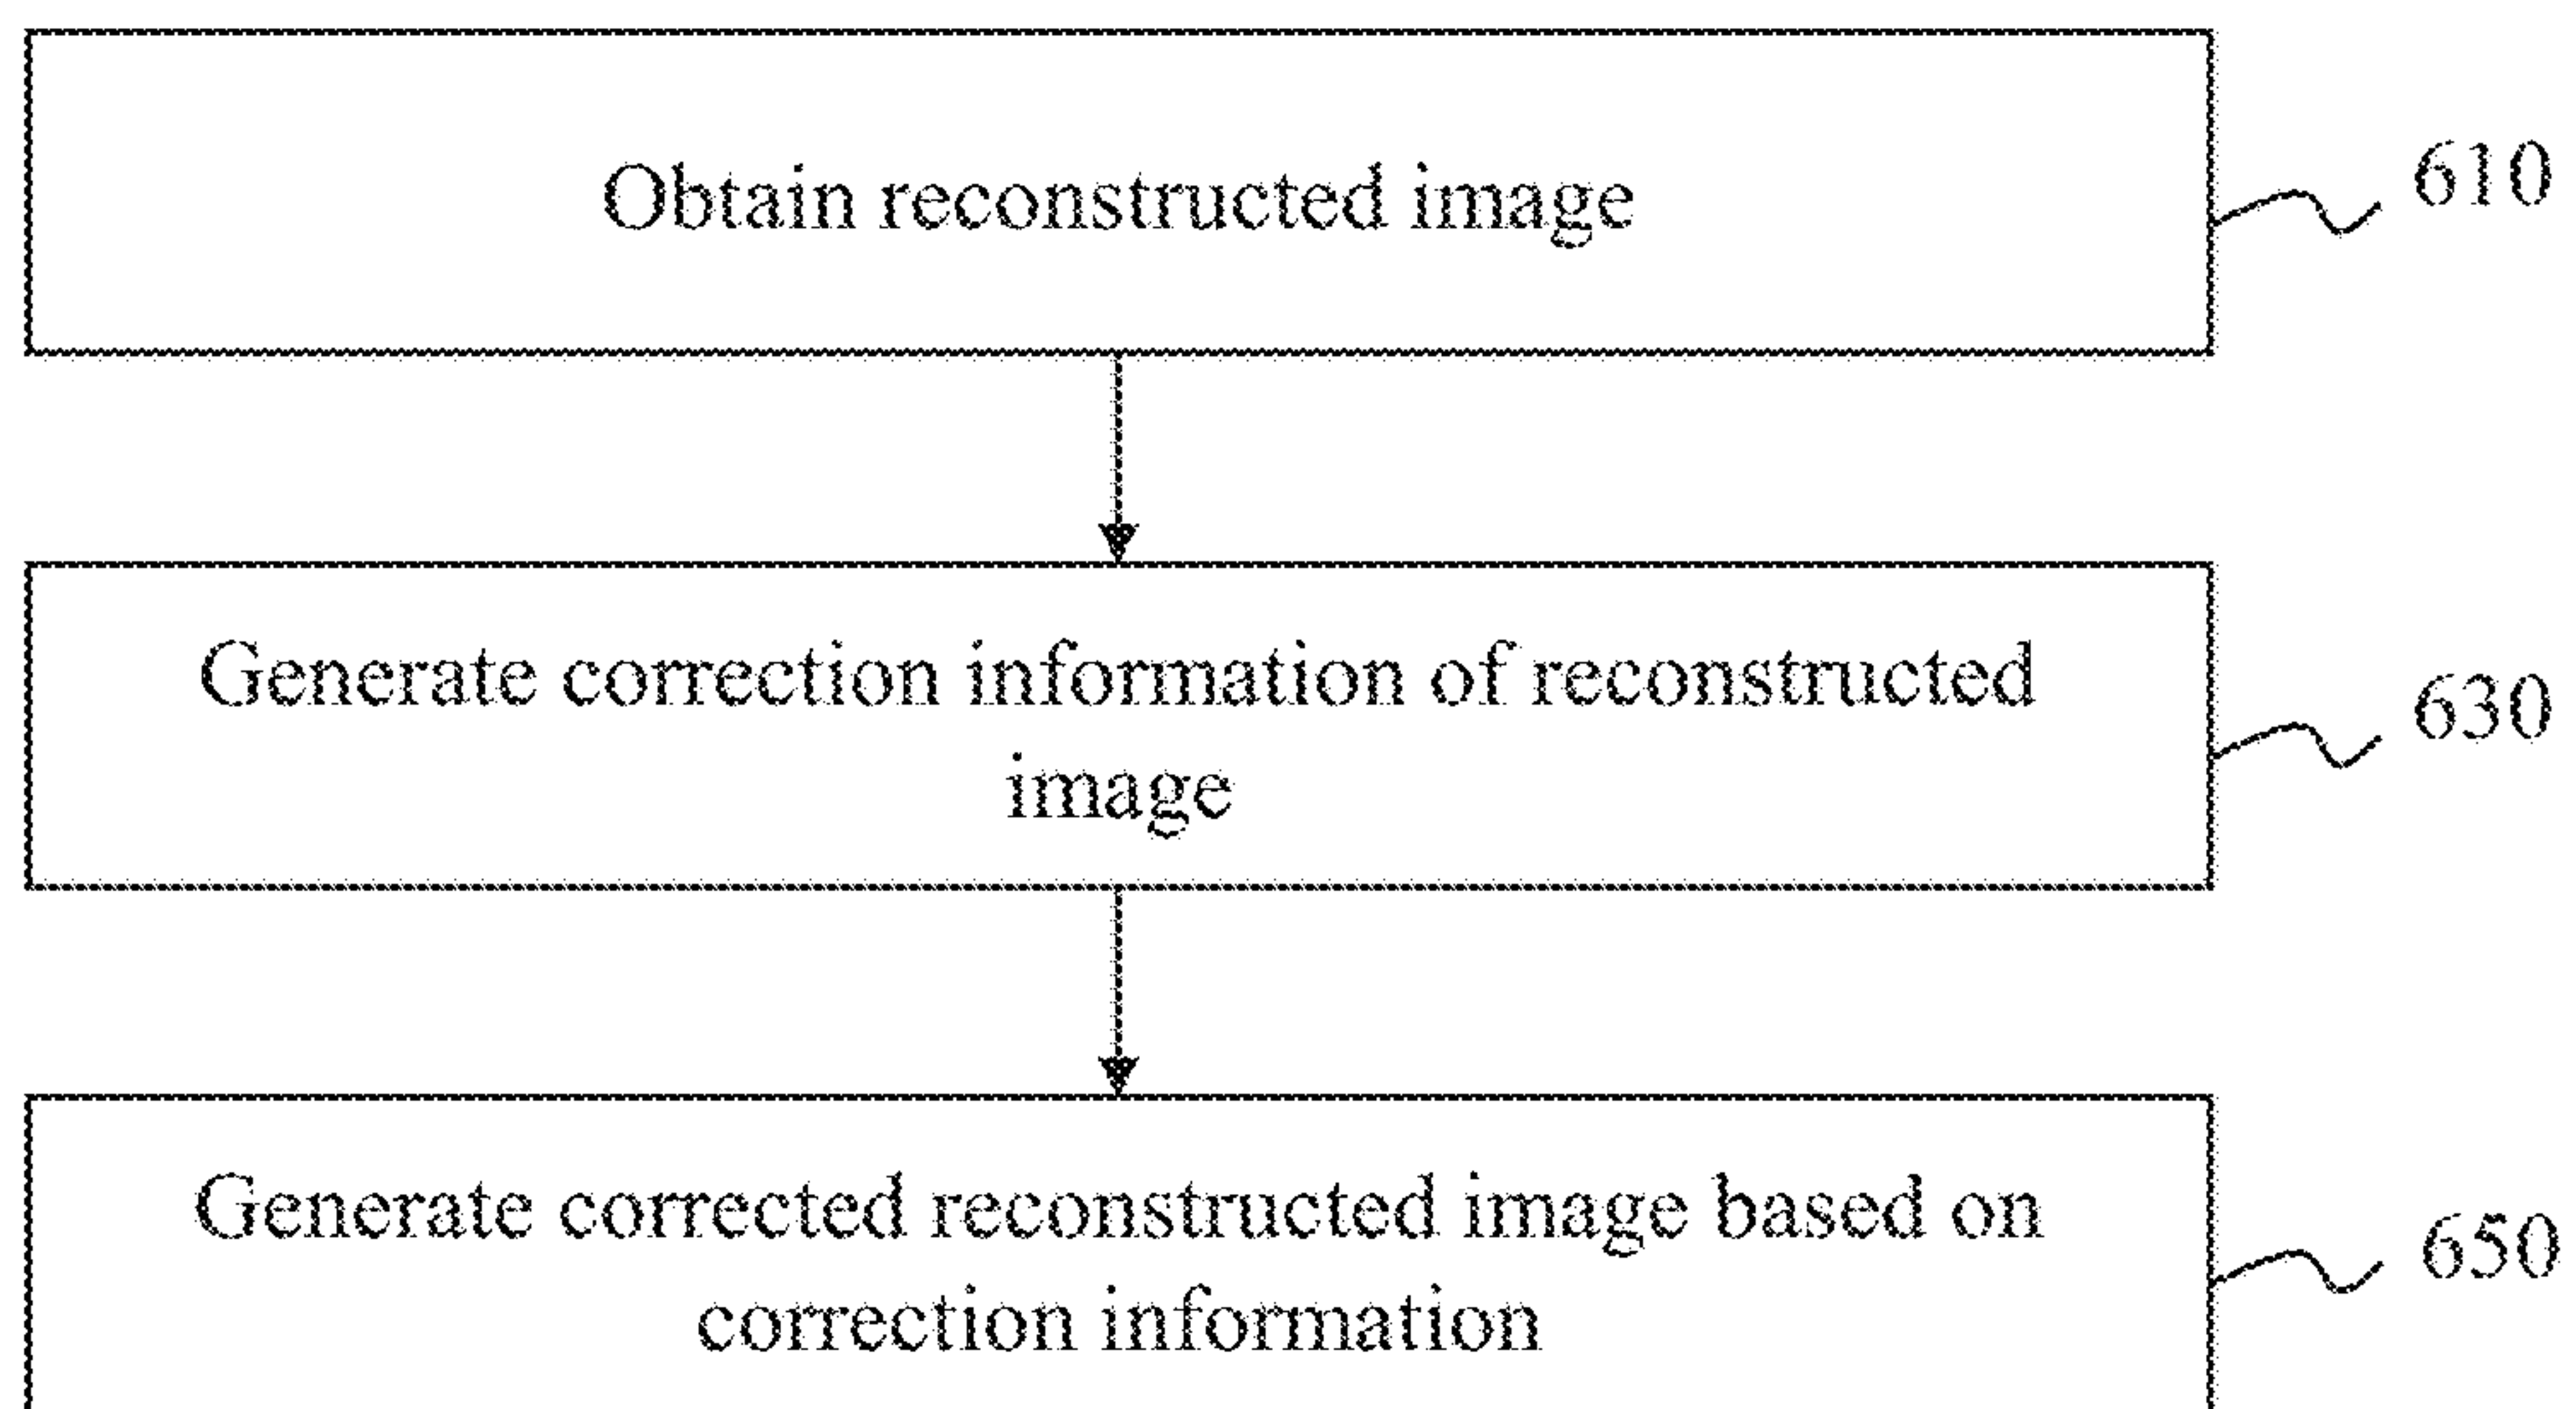 Obtain reconstructed image
610
Generate correction information of reconstructed
image
630
Generate corrected reconstructed image based on
correction information
650